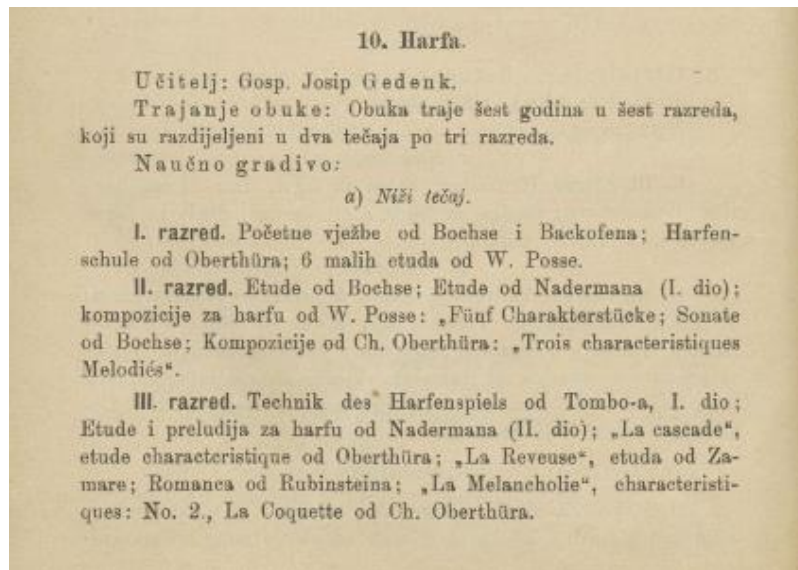 10. Harfa.
Učitelj: Gosp. Josip Gedenk.
Trajanje obuke: Obuka traje šest godina u šest razreda,
koji su razdijeljeni u dva tečaja po tri razreda.
Naučno gradivo:
a) Niži tečaj.
I. razred. Početne vježbe od Bochse i Backofena; Harfen-
schule od Oberthüra; 6 malih etuda od W. Posse.
II. razred. Etude od Bochse; Etude od Nadermana (I. dio);
kompozicije za harfu od W. Posse: „Fünf Charakterstücke; Sonate
od Bochse; Kompozicije od Ch. Oberthüra: „Trois characteristiques
Melodiés“.
III. razred. Technik des Harfenspiels od Tombo-a, I. dio;
Etude i preludija za harfu od Nadermana (II. dio); „La cascade“,
etude characteristique od Oberthüra; „La Reveuse“, etuda od Za-
mare; Romanca od Rubinsteina; „La Melancholie“, characteristi-
ques: No. 2., La Coquette od Ch. Oberthüra.